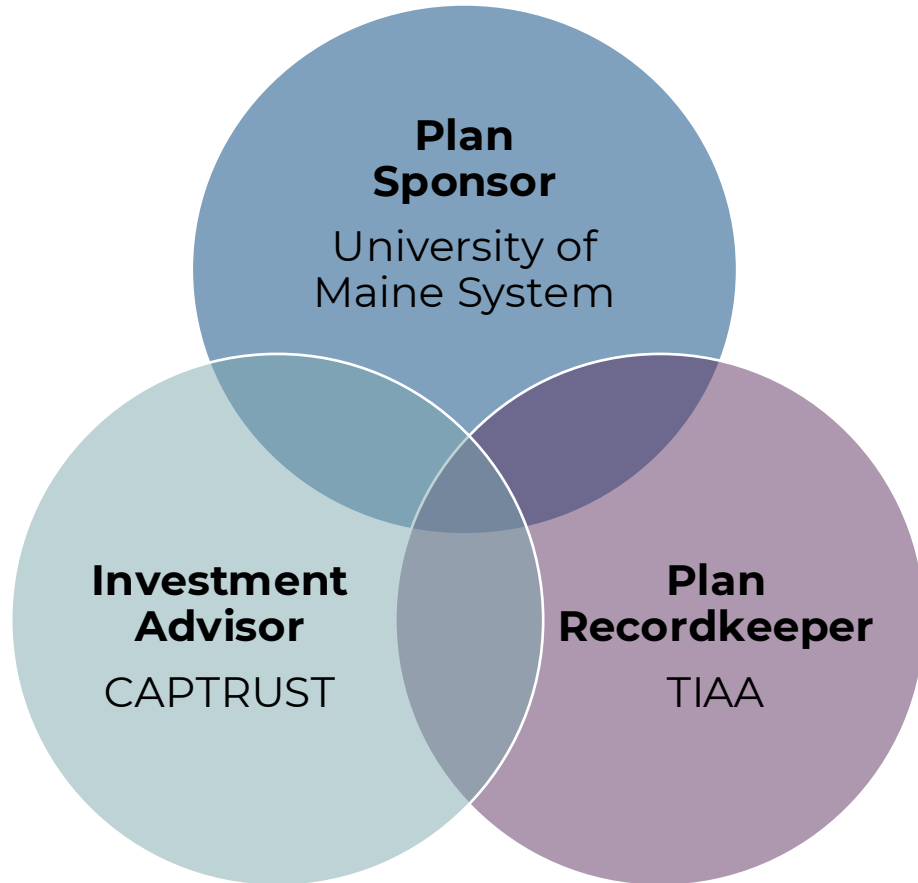 Plan
Sponsor
University of
Maine System
Investment
Advisor
CAPTRUST
Plan
Recordkeeper
TIAA